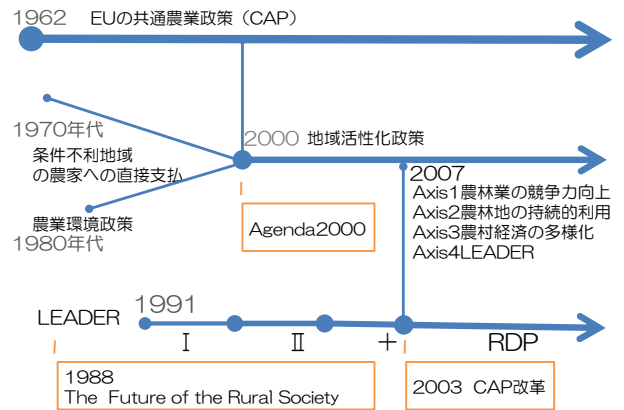 1962 EUの共通農業政策（CAP）
1970年代
条件不利地域
の農家への直接支払
2000 地域活性化政策
農業環境政策
1980年代
Agenda2000
2007
Axis1農林業の競争力向上
Axis2農林地の持続的利用
Axis3農村経済の多様化
Axis4LEADER
LEADER
1991
Ⅰ Ⅱ ＋ RDP
1988
The Future of the Rural Society
2003 CAP改革